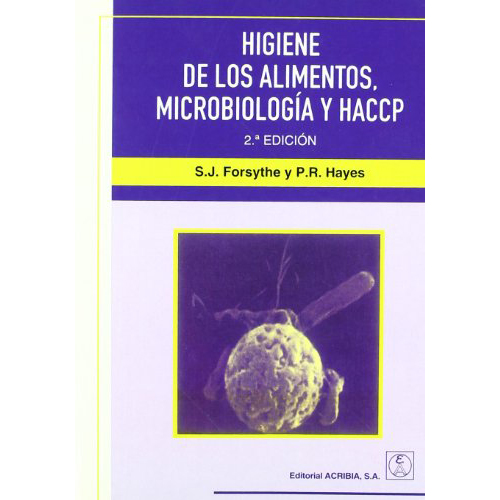 HIGIENE
DE LOS ALIMENTOS,
MICROBIOLOGÍA Y HACCP
2.ª EDICIÓN
S.J. Forsythe y P.R. Hayes
Editorial ACRIBIA, S.A.